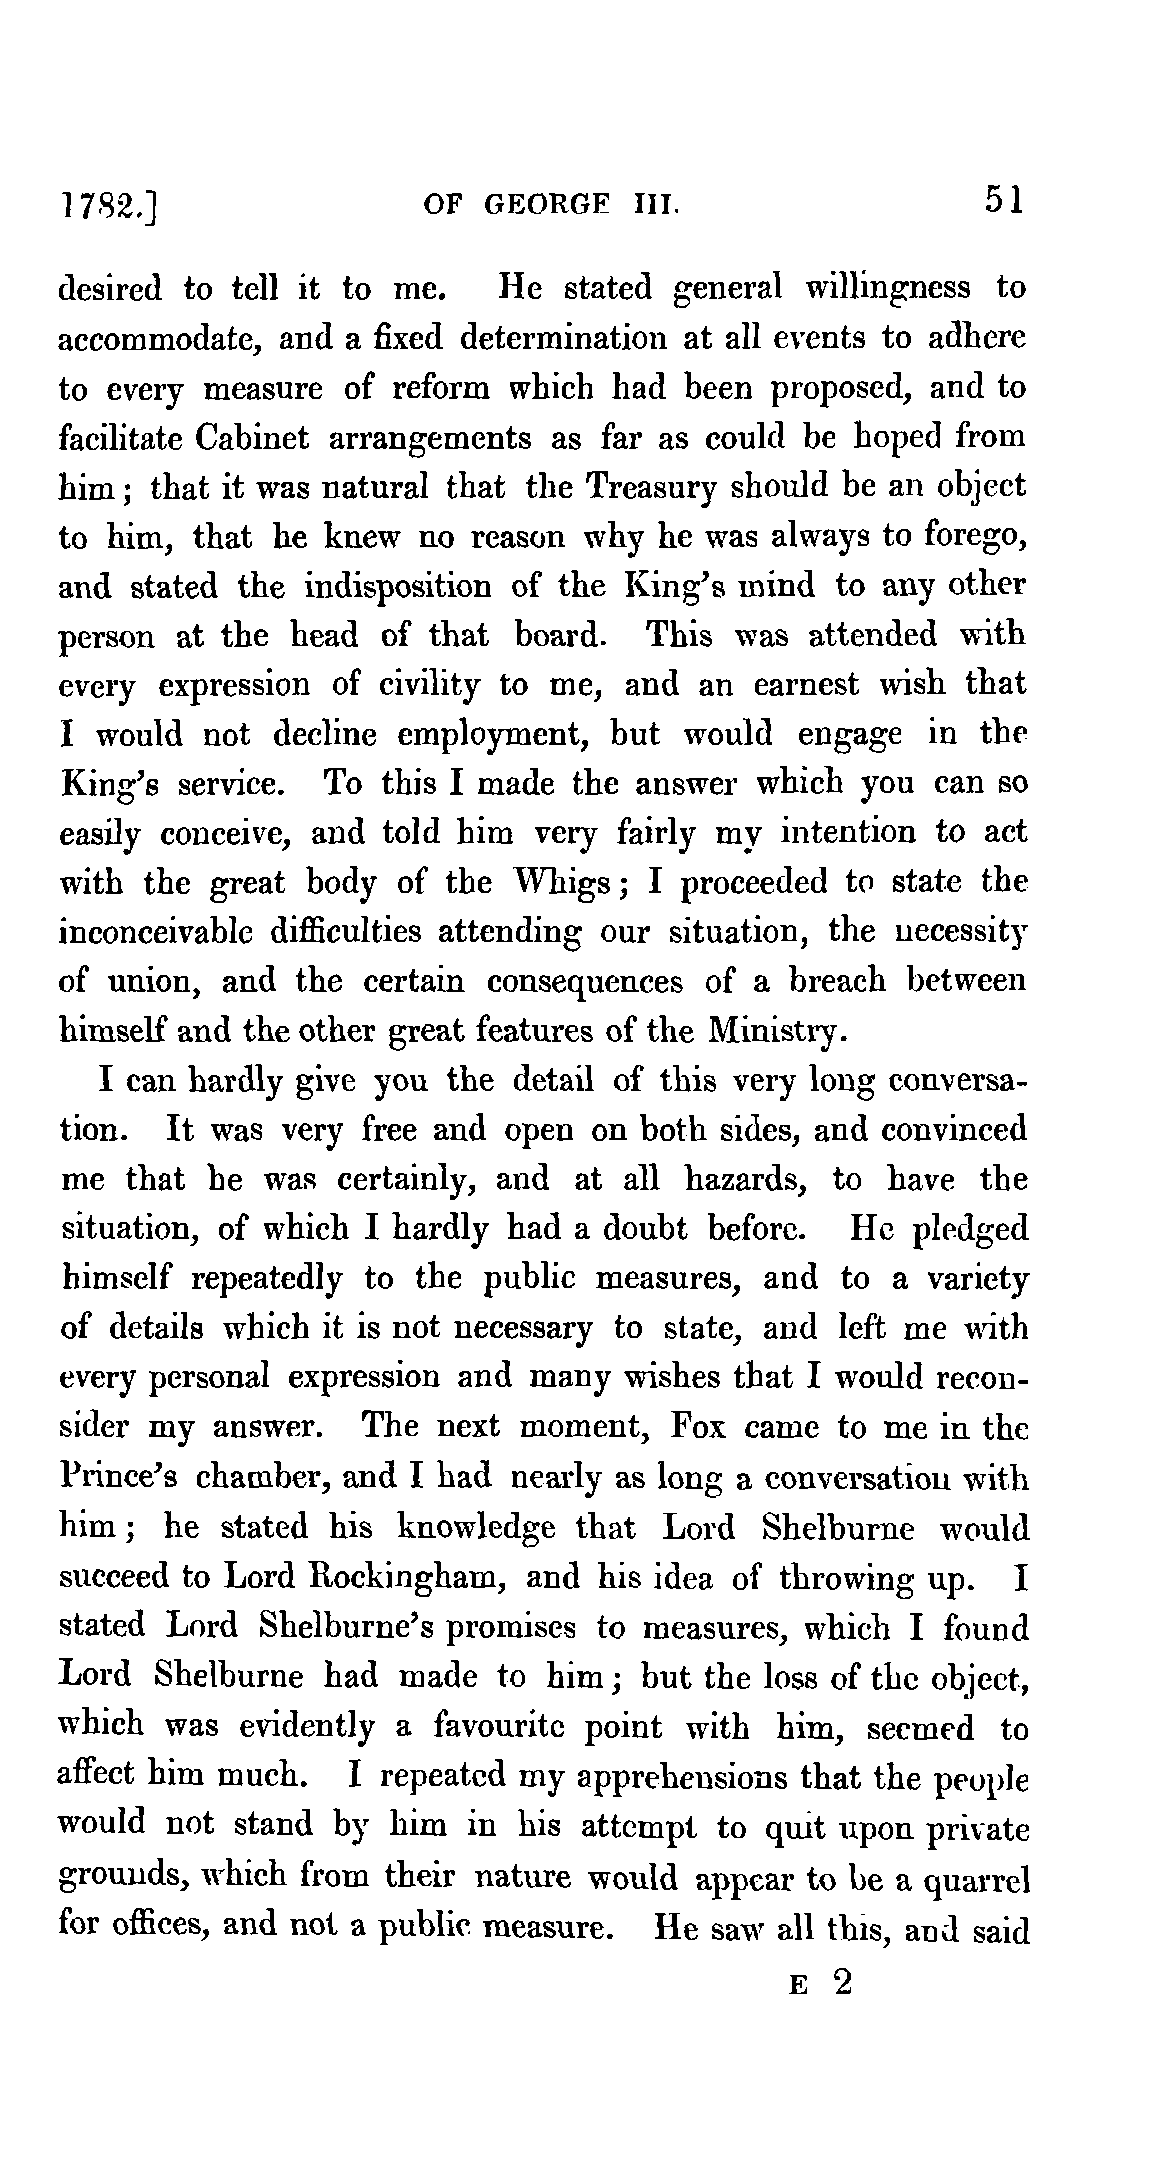 1782.] OF GEORGE III. 51
desired to tell it to me. He stated general willingness to
accommodate, and a fixed determination at all events to adhere
to every measure of reform which had been proposed, and to
facilitate Cabinet arrangements as far as could be hoped from
him; that it was natural that the Treasury should be an object
to him, that he knew no reason why he was always to forego,
and stated the indisposition of the King's mind to any other
person at the head of that board. This was attended with
every expression of civility to me, and an earnest wish that
I would not decline employment, but would engage in the
King's service. To this I made the answer which you can so
easily conceive, and told him very fairly my intention to act
with the great body of the Whigs; I proceeded to state the
inconceivable difficulties attending our situation, the necessity
of union, and the certain consequences of a breach between
himself and the other great features of the Ministry.
I can hardly give you the detail of this very long conversa-
tion. It was very free and open on both sides, and convinced
me that he was certainly, and at all hazards, to have the
situation, of which I hardly had a doubt before. He pledged
himself repeatedly to the public measures, and to a variety
of details which it is not necessary to state, and left me with
every personal expression and many wishes that I would recon-
sider my answer. The next moment, Fox came to me in the
Prince's chamber, and I had nearly as long a conversation with
him; he stated his knowledge that Lord Shelburne would
succeed to Lord Rockingham, and his idea of throwing up. I
stated Lord Shelburne's promises to measures, which I found
Lord Shelburne had made to him; but the loss of the object,
which was evidently a favourite point with him, seemed to
affect him much. I repeated my apprehensions that the people
would not stand by him in his attempt to quit upon private
grounds, which from their nature would appear to be a quarrel
for offices, and not a public measure. He saw all this, and said
E 2